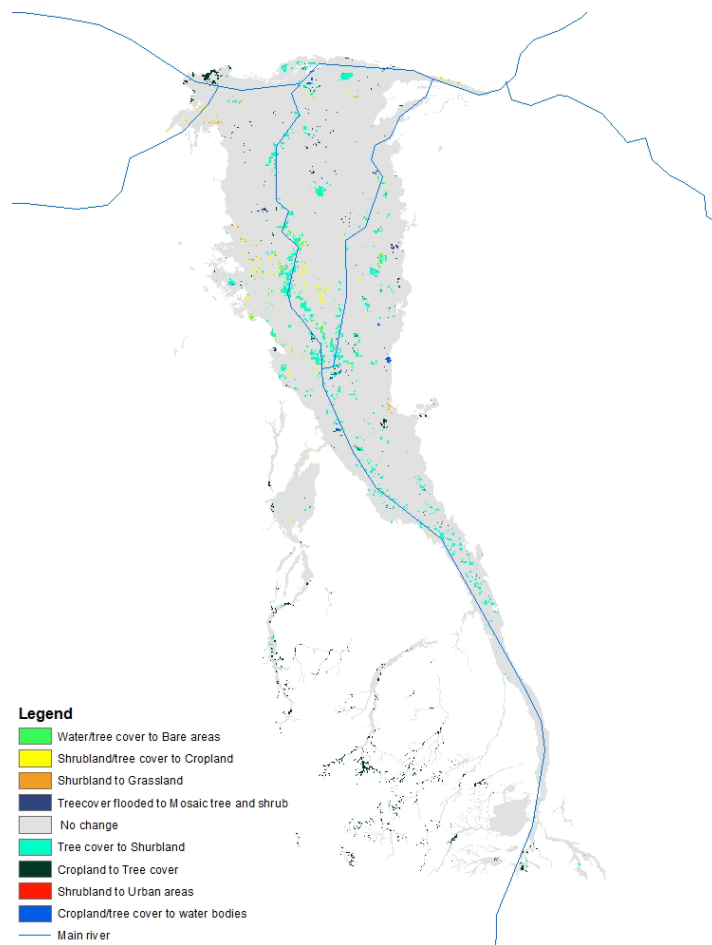 Legend
Water/tree cover to Bare areas
Shrubland/tree cover to Cropland
Shurbland to Grassland
Treecover flooded to Mosaic tree and shrub
No change
Tree cover to Shurbland
Cropland to Tree cover
Shrubland to Urban areas
Cropland/tree cover to water bodies
Main river